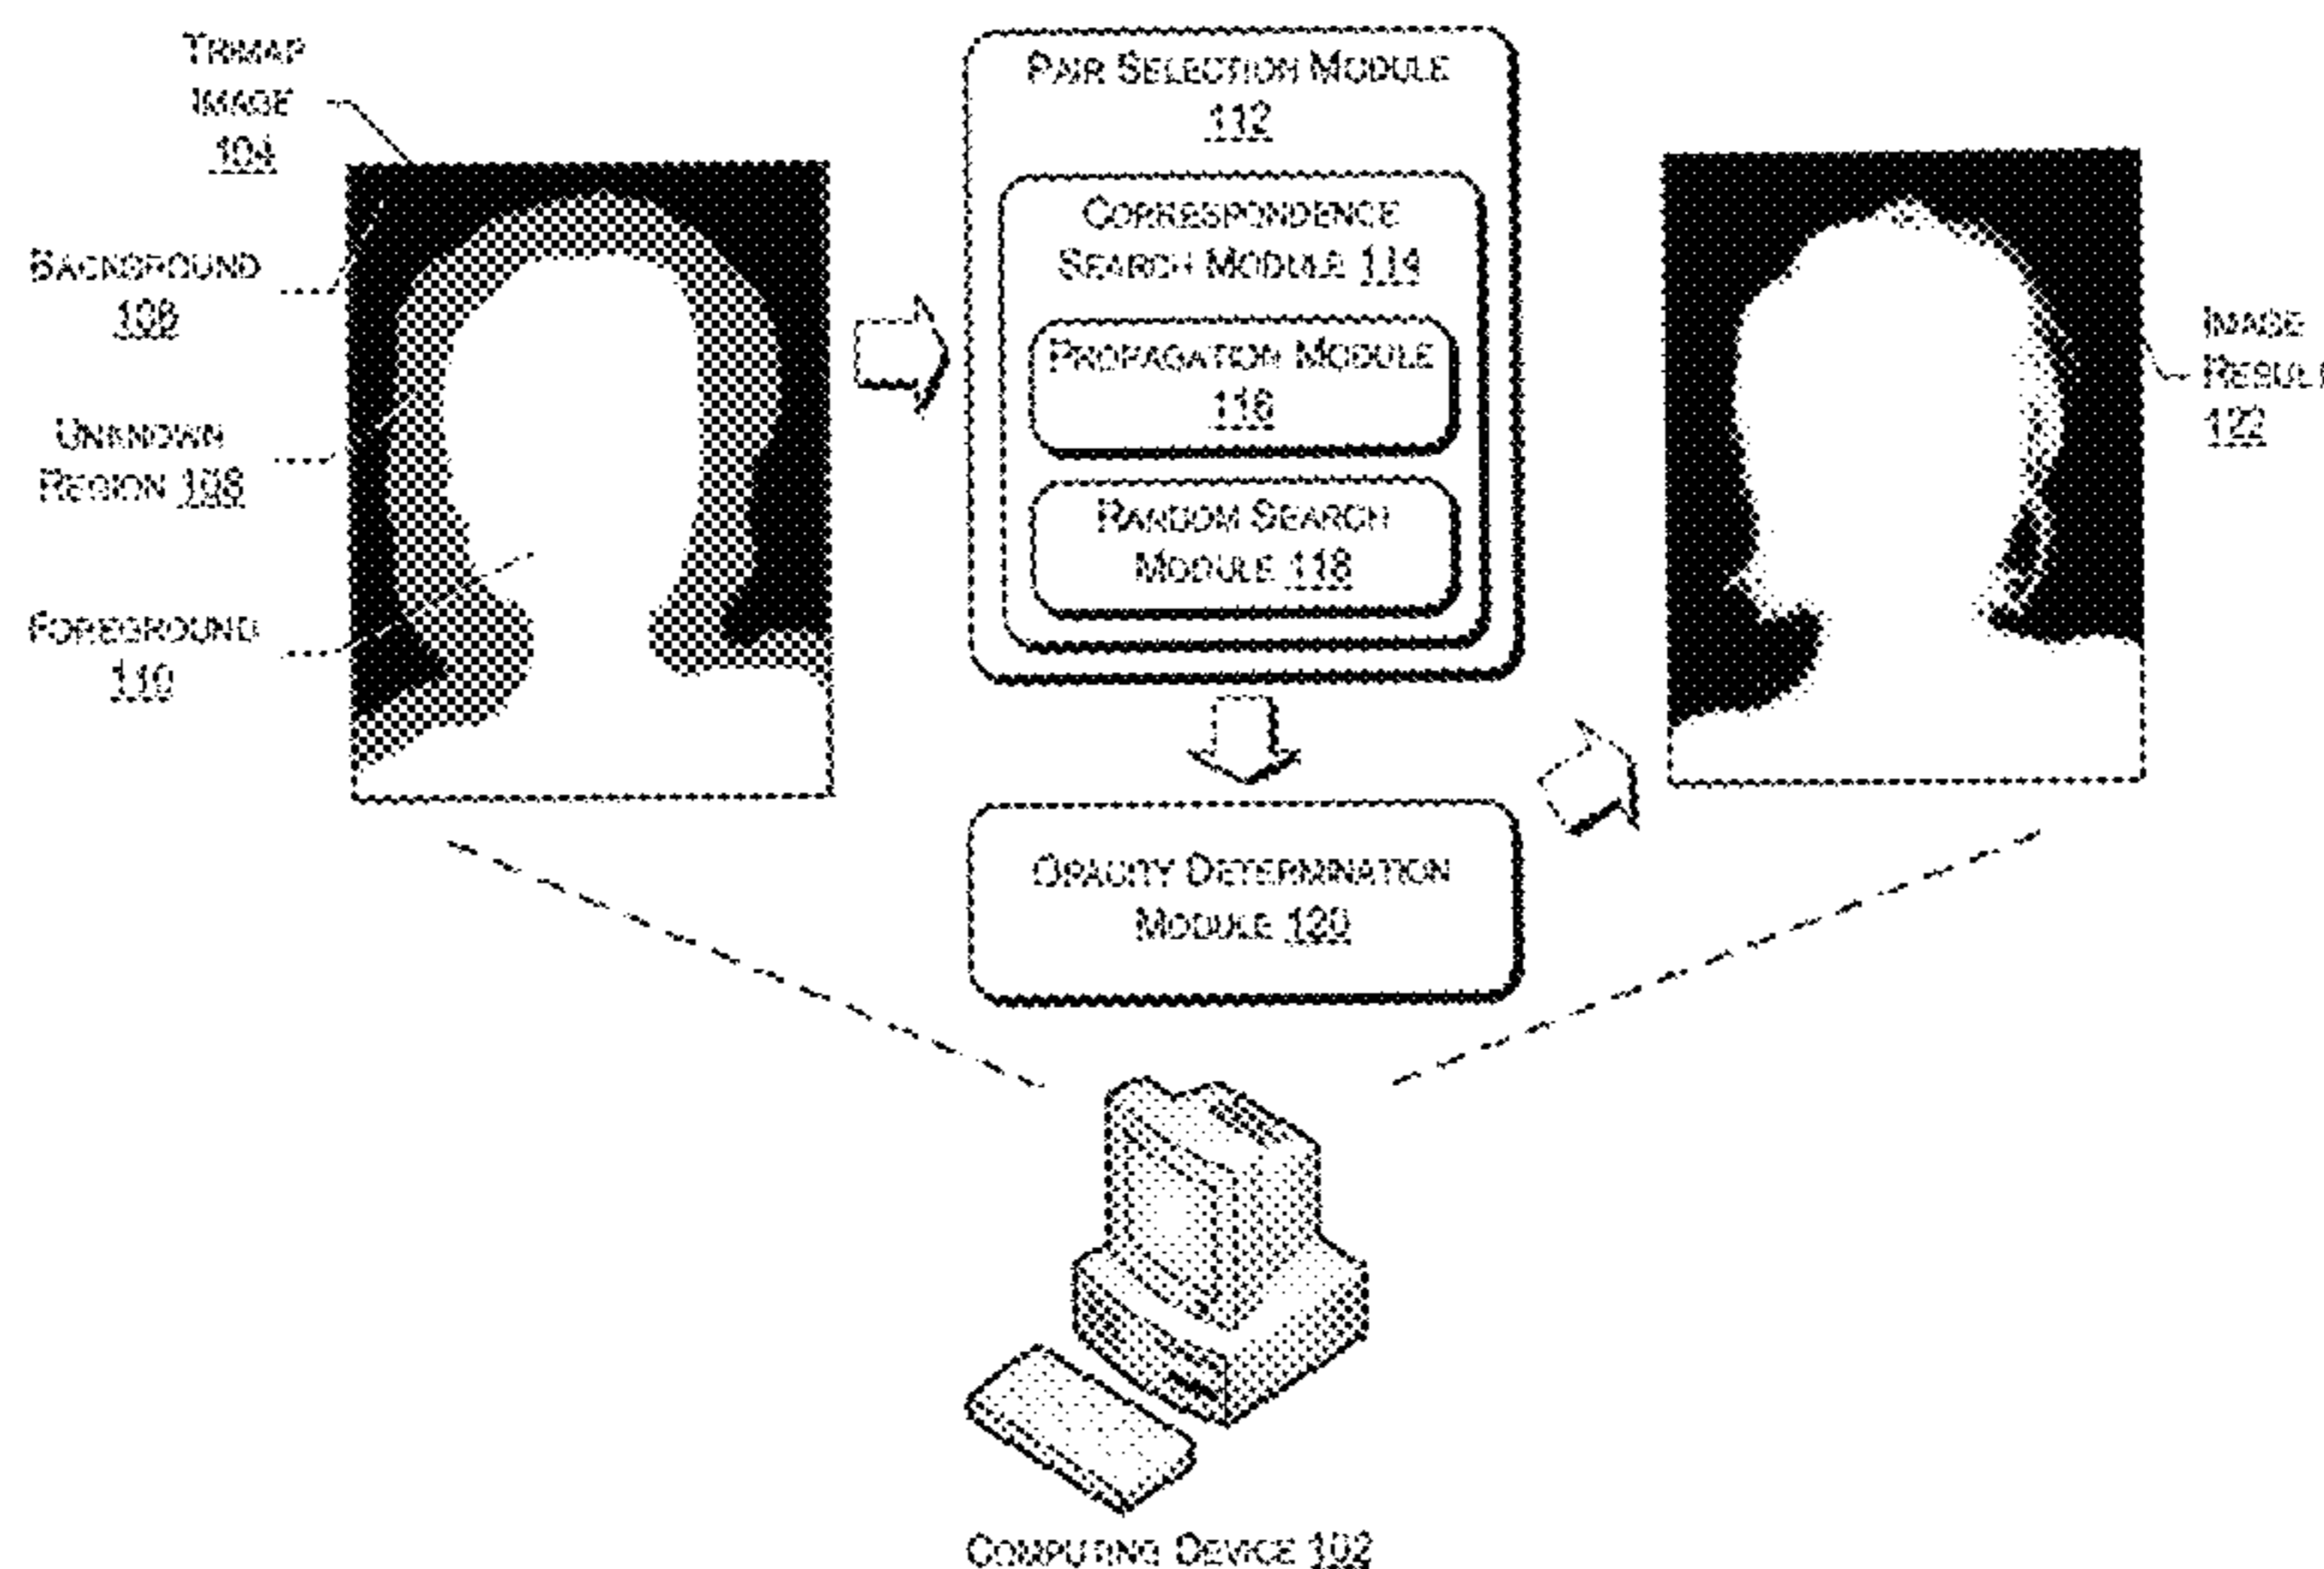 TRIMAP
IMAGE
104
BACKGROUND
106
UNKNOWN
REGION 108
FOREGROUND
110
PAIR SELECTION MODULE
112
CORRESPONDENCE
SEARCH MODULE 114
PROPAGATION MODULE
116
RANDOM SEARCH
MODULE 118
OPACITY DETERMINATION
MODULE 120
IMAGE
RESULT
122
COMPUTING DEVICE 102